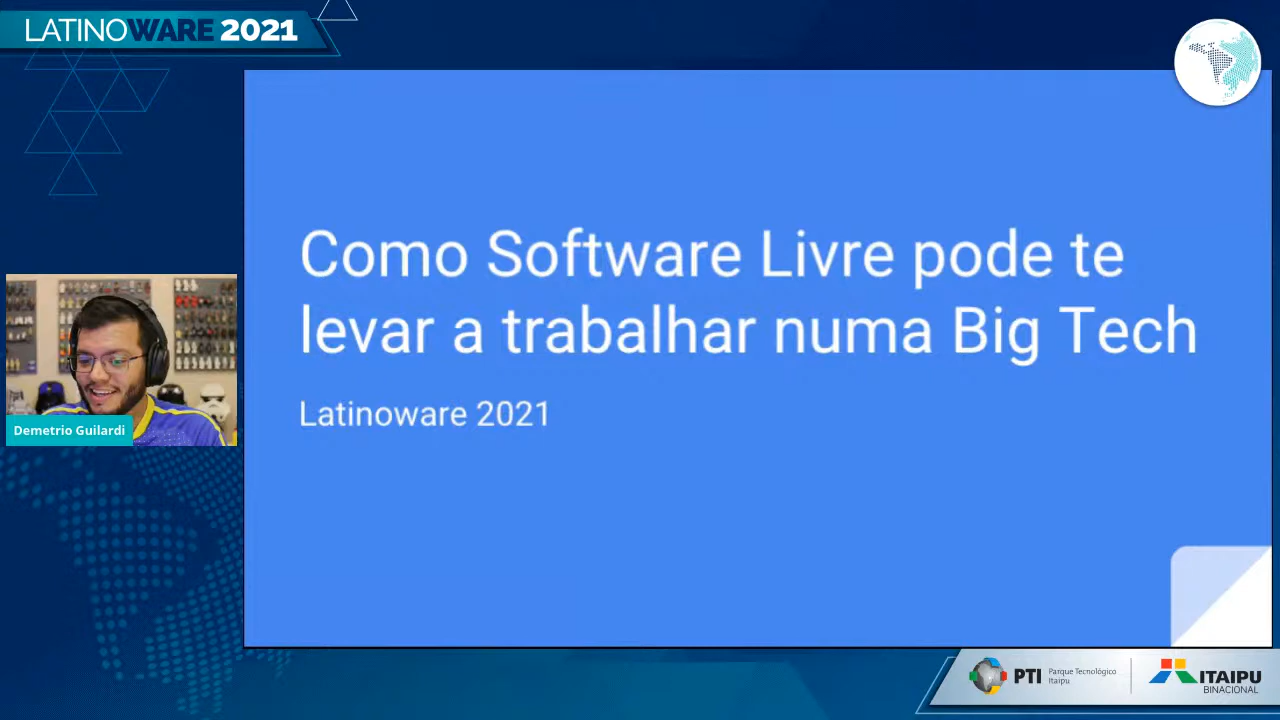 LATINOWARE 2021
Como Software Livre pode te
levar a trabalhar numa Big Tech
Latinoware 2021
Demetrio Guilardi
PTI
Parque Tecnológico
Itaipu
ITAIPU
BINACIONAL